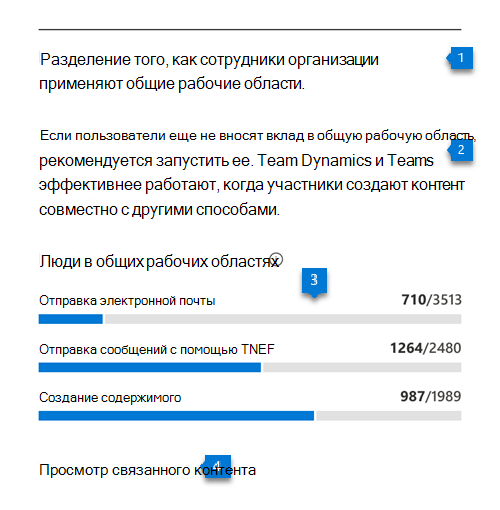 Разделение того, как сотрудники организации 1
применяют общие рабочие области.
Если пользователи еще не вносят вклад в общую рабочую область,
рекомендуется запустить ее. Team Dynamics и Teams 2
эффективнее работают, когда участники создают контент
совместно с другими способами.
Люди в общих рабочих областях
3
Отправка электронной почты 710/3513
Отправка сообщений с помощью TNEF 1264/2480
Создание содержимого 987/1989
4
Просмотр связанного контента